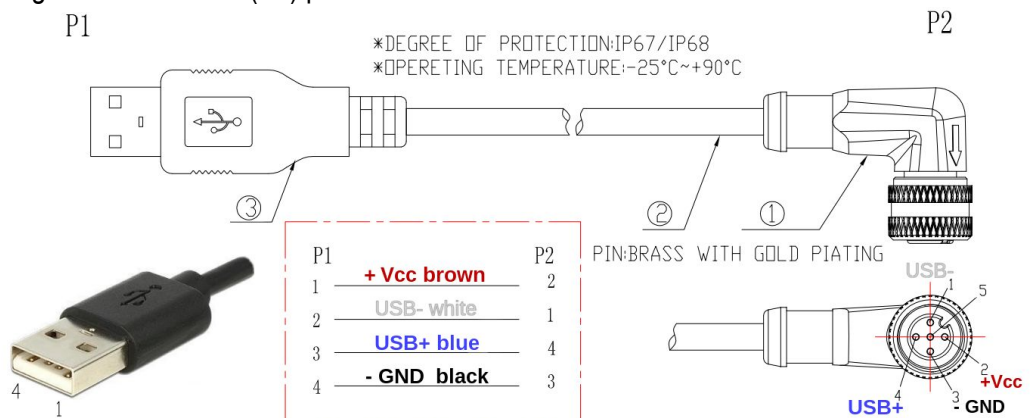 P1
P2
*DEGREE OF PROTECTION:IP67/IP68
*OPERETING TEMPERATURE:-25°C~+90°C
③
②
①
PIN:BRASS WITH GOLD PIATING
P1
P2
1 + Vcc brown 2
2 USB- white 1
3 USB+ blue 4
4 - GND black 3
4
1
USB-
1
5
2
+Vcc
4
3
USB+
- GND